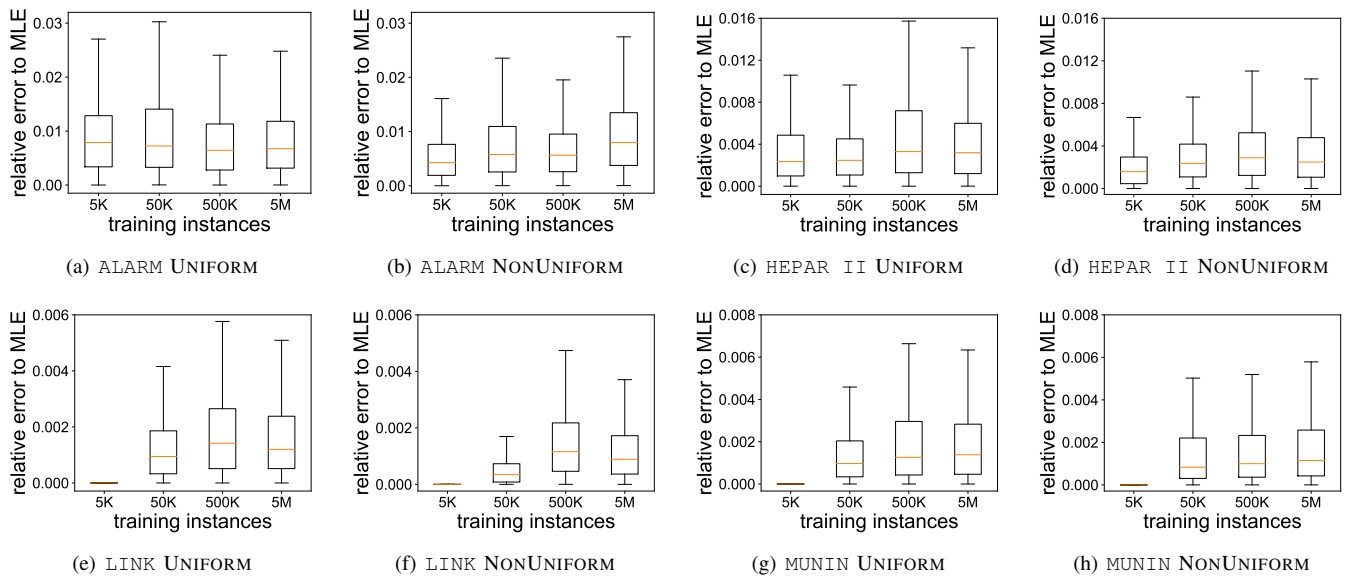 relative error to MLE
0.03
0.02
0.01
0.00
5K 50K 500K 5M
training instances
(a) ALARM UNIFORM
relative error to MLE
0.03
0.02
0.01
0.00
5K 50K 500K 5M
training instances
(b) ALARM NONUNIFORM
relative error to MLE
0.016
0.012
0.008
0.004
0.000
5K 50K 500K 5M
training instances
(c) HEPAR II UNIFORM
relative error to MLE
0.016
0.012
0.008
0.004
0.000
5K 50K 500K 5M
training instances
(d) HEPAR II NONUNIFORM
relative error to MLE
0.006
0.004
0.002
0.000
5K 50K 500K 5M
training instances
(e) LINK UNIFORM
relative error to MLE
0.006
0.004
0.002
0.000
5K 50K 500K 5M
training instances
(f) LINK NONUNIFORM
relative error to MLE
0.008
0.006
0.004
0.002
0.000
5K 50K 500K 5M
training instances
(g) MUNIN UNIFORM
relative error to MLE
0.008
0.006
0.004
0.002
0.000
5K 50K 500K 5M
training instances
(h) MUNIN NONUNIFORM